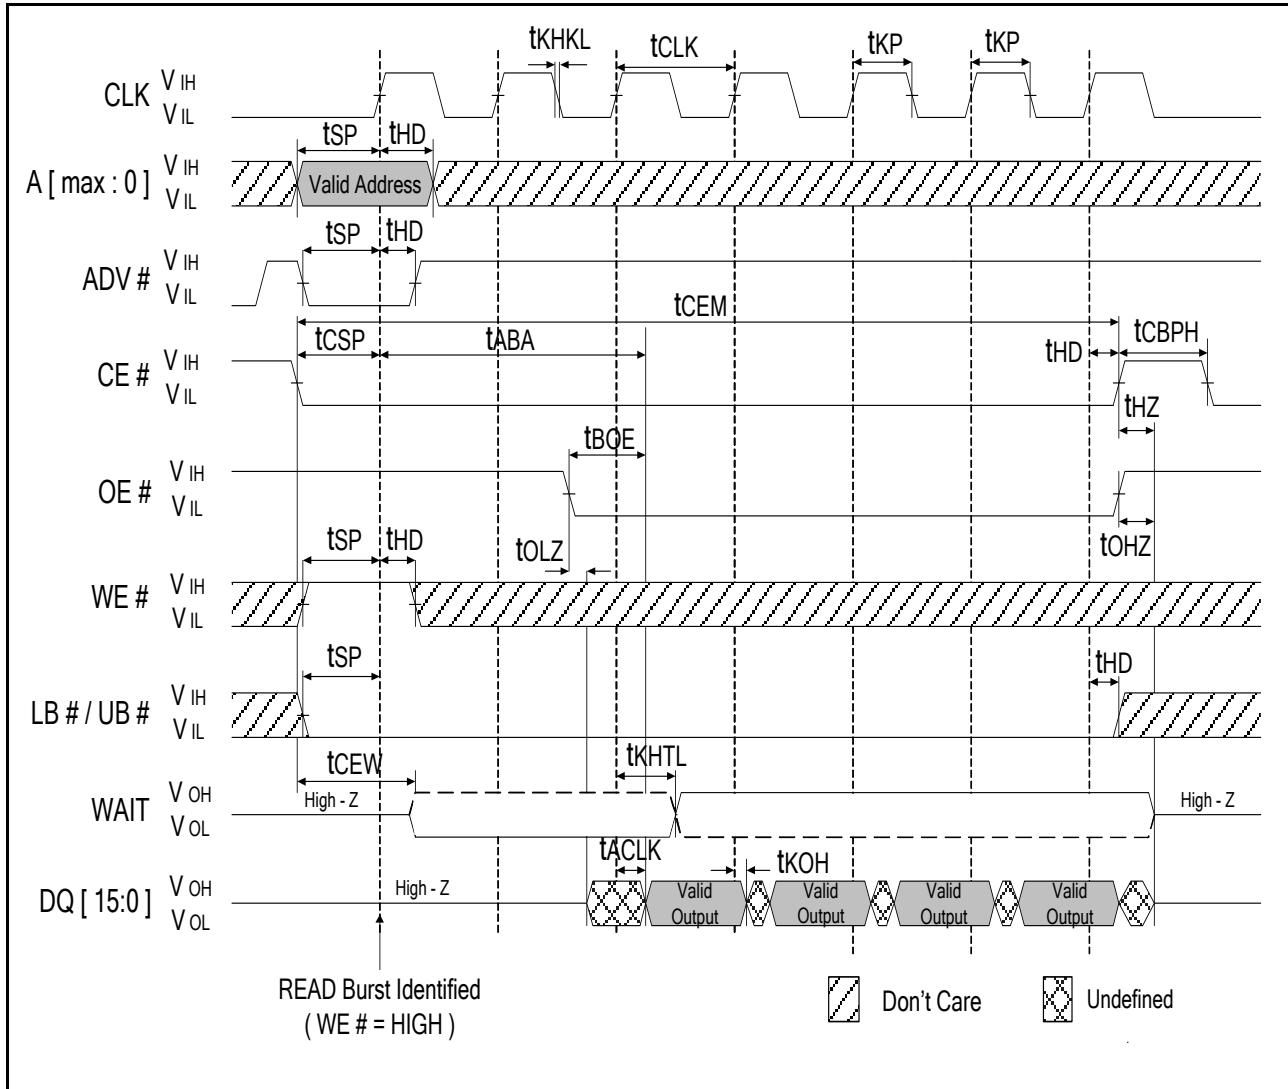 tKHKL
tCLK
tKP
tKP
CLK
V IH
V IL
tSP
tHD
A [ max : 0 ]
V IH
V IL
Valid Address
tSP
tHD
ADV #
V IH
V IL
tCEM
tCSP
tABA
tHD
tCBPH
CE #
V IH
V IL
tHZ
tBOE
OE #
V IH
V IL
tOHZ
tSP
tHD
tOLZ
WE #
V IH
V IL
tSP
tHD
LB # / UB #
V IH
V IL
tCEW
tKHTL
WAIT
V OH
V OL
High - Z
High - Z
tACLK
tKOH
DQ [ 15:0 ]
V OH
V OL
High - Z
Valid
Output
Valid
Output
Valid
Output
Valid
Output
READ Burst Identified
( WE # = HIGH )
Don't Care
Undefined